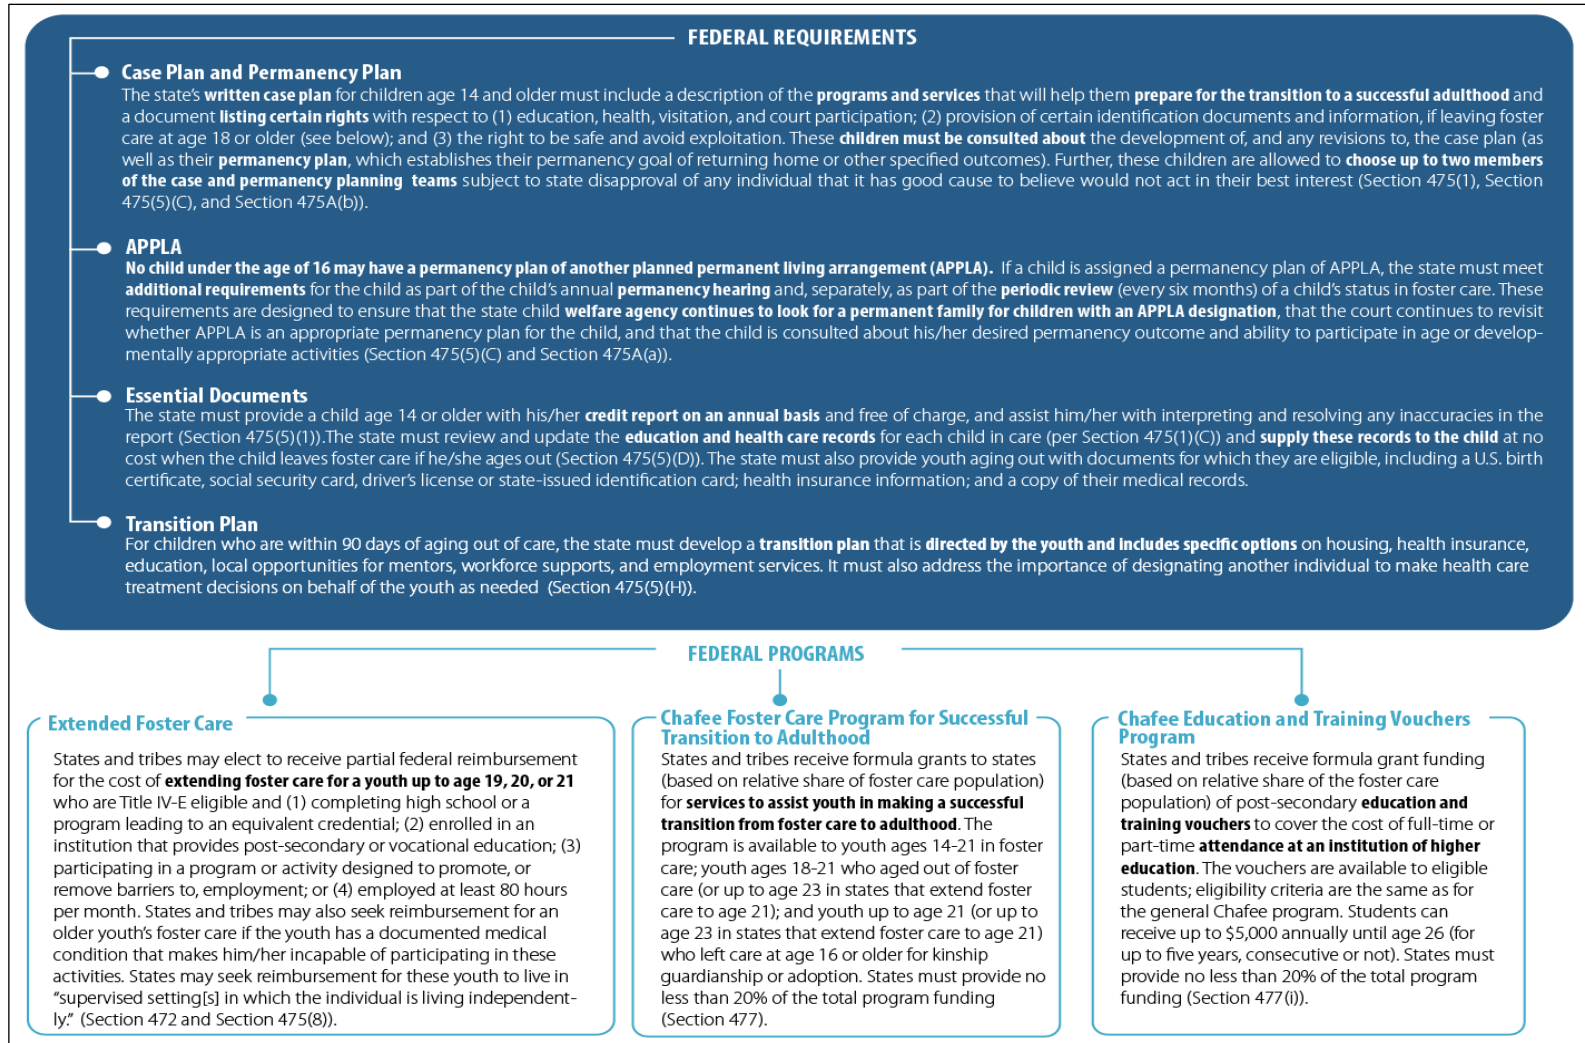 FEDERAL REQUIREMENTS
Case Plan and Permanency Plan
The state's written case plan for children age 14 and older must include a description of the programs and services that will help them prepare for the transition to a successful adulthood and
a document listing certain rights with respect to (1) education, health, visitation, and court participation; (2) provision of certain identification documents and information, if leaving foster
care at age 18 or older (see below); and (3) the right to be safe and avoid exploitation. These children must be consulted about the development of, and any revisions to, the case plan (as
well as their permanency plan, which establishes their permanency goal of returning home or other specified outcomes). Further, these children are allowed to choose up to two members
of the case and permanency planning teams subject to state disapproval of any individual that it has good cause to believe would not act in their best interest (Section 475(1), Section
475(5)(C), and Section 475A(b)).
APPLA
No child under the age of 16 may have a permanency plan of another planned permanent living arrangement (APPLA). If a child is assigned a permanency plan of APPLA, the state must meet
additional requirements for the child as part of the child's annual permanency hearing and, separately, as part of the periodic review (every six months) of a child's status in foster care. These
requirements are designed to ensure that the state child welfare agency continues to look for a permanent family for children with an APPLA designation, that the court continues to revisit
whether APPLA is an appropriate permanency plan for the child, and that the child is consulted about his/her desired permanency outcome and ability to participate in age or develop-
mentally appropriate activities (Section 475(5)(C) and Section 475A(a)).
Essential Documents
The state must provide a child age 14 or older with his/her credit report on an annual basis and free of charge, and assist him/her with interpreting and resolving any inaccuracies in the
report (Section 475(5)(1)).The state must review and update the education and health care records for each child in care (per Section 475(1)(C)) and supply these records to the child at no
cost when the child leaves foster care if he/she ages out (Section 475(5)(D)). The state must also provide youth aging out with documents for which they are eligible, including a U.S. birth
certificate, social security card, driver's license or state-issued identification card; health insurance information; and a copy of their medical records.
Transition Plan
For children who are within 90 days of aging out of care, the state must develop a transition plan that is directed by the youth and includes specific options on housing, health insurance,
education, local opportunities for mentors, workforce supports, and employment services. It must also address the importance of designating another individual to make health care
treatment decisions on behalf of the youth as needed (Section 475(5)(H)).
FEDERAL PROGRAMS
Extended Foster Care
States and tribes may elect to receive partial federal reimbursement
for the cost of extending foster care for a youth up to age 19, 20, or 21
who are Title IV-E eligible and (1) completing high school or a
program leading to an equivalent credential; (2) enrolled in an
institution that provides post-secondary or vocational education; (3)
participating in a program or activity designed to promote, or
remove barriers to, employment; or (4) employed at least 80 hours
per month. States and tribes may also seek reimbursement for an
older youth's foster care if the youth has a documented medical
condition that makes him/her incapable of participating in these
activities. States may seek reimbursement for these youth to live in
"supervised setting[s] in which the individual is living independent-
ly." (Section 472 and Section 475(8)).
Chafee Foster Care Program for Successful
Transition to Adulthood
States and tribes receive formula grants to states
(based on relative share of foster care population)
for services to assist youth in making a successful
transition from foster care to adulthood. The
program is available to youth ages 14-21 in foster
care; youth ages 18-21 who aged out of foster
care (or up to age 23 in states that extend foster
care to age 21); and youth up to age 21 (or up to
age 23 in states that extend foster care to age 21)
who left care at age 16 or older for kinship
guardianship or adoption. States must provide no
less than 20% of the total program funding
(Section 477).
Chafee Education and Training Vouchers
Program
States and tribes receive formula grant funding
(based on relative share of the foster care
population) of post-secondary education and
training vouchers to cover the cost of full-time or
part-time attendance at an institution of higher
education. The vouchers are available to eligible
students; eligibility criteria are the same as for
the general Chafee program. Students can
receive up to $5,000 annually until age 26 (for
up to five years, consecutive or not). States must
provide no less than 20% of the total program
funding (Section 477(i)).